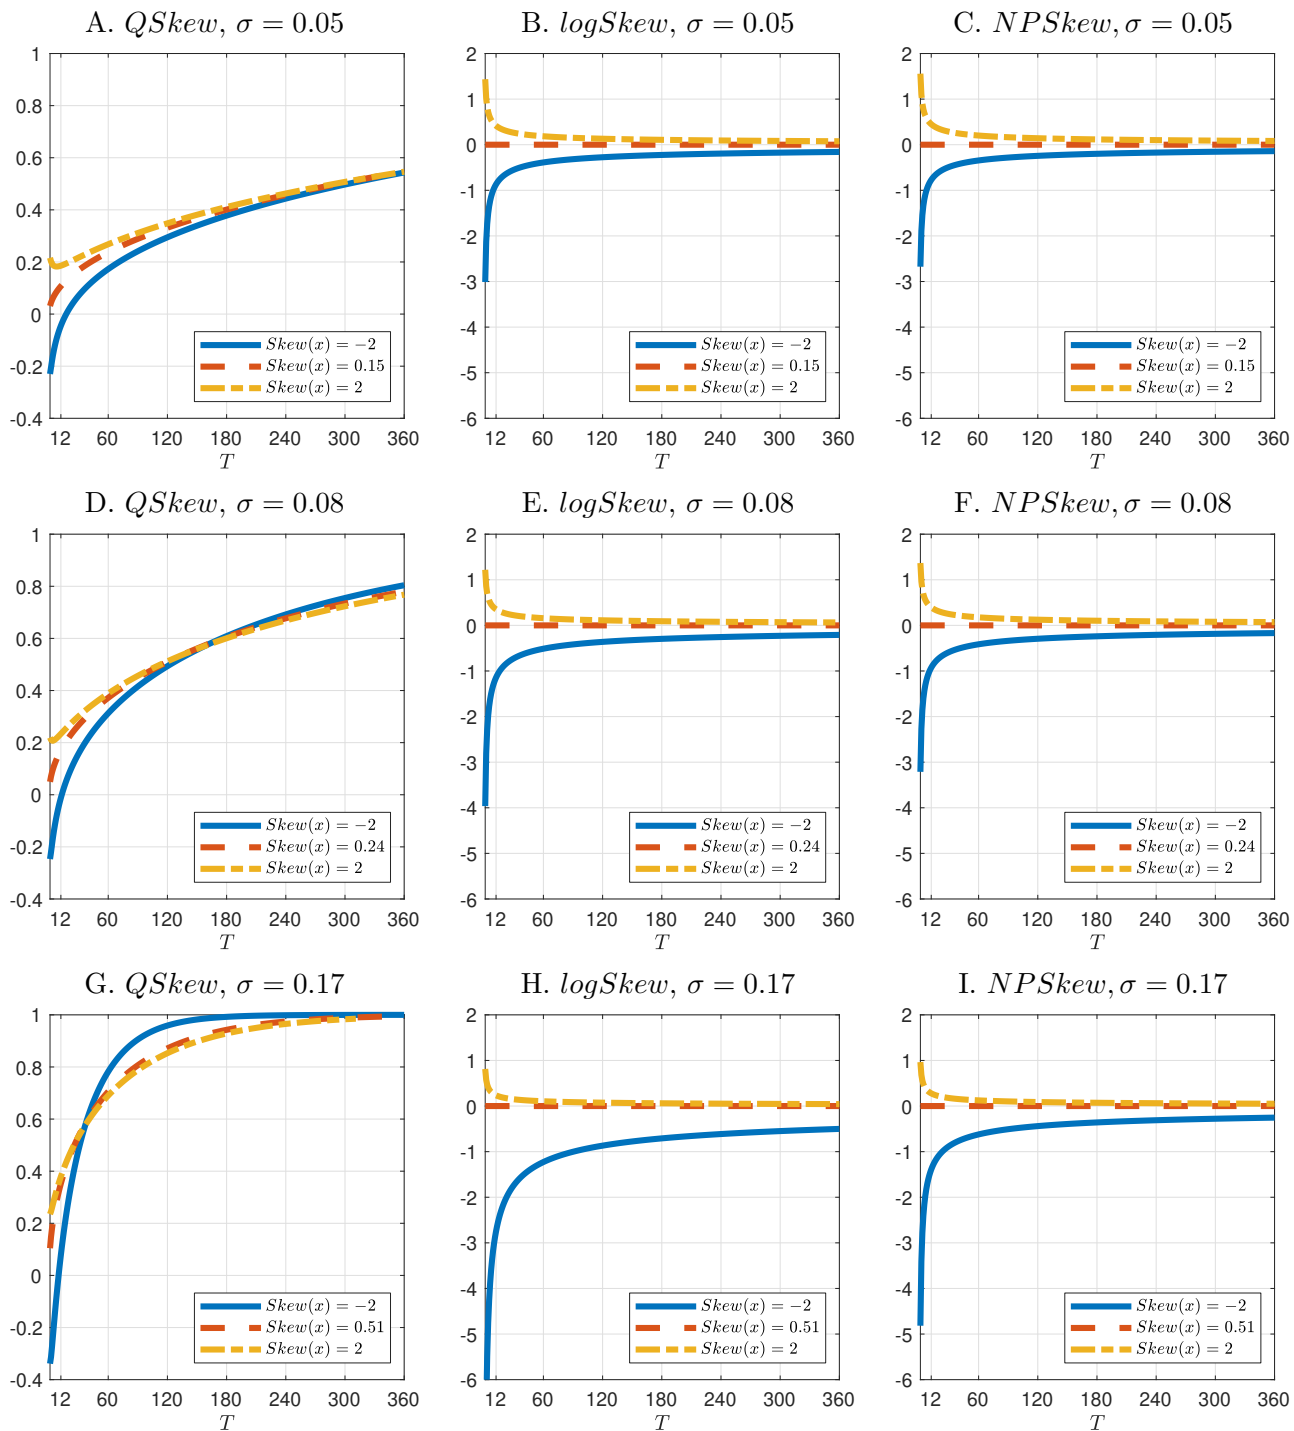 A. QSkew, σ = 0.05
1
0.8
0.6
0.4
0.2
0
-0.2
-0.4
12 60 120 180 240 300 360
T
Skew(x) = −2
Skew(x) = 0.15
Skew(x) = 2
B. logSkew, σ = 0.05
2
1
0
-1
-2
-3
-4
-5
-6
12 60 120 180 240 300 360
T
Skew(x) = −2
Skew(x) = 0.15
Skew(x) = 2
C. NPSkew, σ = 0.05
2
1
0
-1
-2
-3
-4
-5
-6
12 60 120 180 240 300 360
T
Skew(x) = −2
Skew(x) = 0.15
Skew(x) = 2
D. QSkew, σ = 0.08
1
0.8
0.6
0.4
0.2
0
-0.2
-0.4
12 60 120 180 240 300 360
T
Skew(x) = −2
Skew(x) = 0.24
Skew(x) = 2
E. logSkew, σ = 0.08
2
1
0
-1
-2
-3
-4
-5
-6
12 60 120 180 240 300 360
T
Skew(x) = −2
Skew(x) = 0.24
Skew(x) = 2
F. NPSkew, σ = 0.08
2
1
0
-1
-2
-3
-4
-5
-6
12 60 120 180 240 300 360
T
Skew(x) = −2
Skew(x) = 0.24
Skew(x) = 2
G. QSkew, σ = 0.17
1
0.8
0.6
0.4
0.2
0
-0.2
-0.4
12 60 120 180 240 300 360
T
Skew(x) = −2
Skew(x) = 0.51
Skew(x) = 2
H. logSkew, σ = 0.17
2
1
0
-1
-2
-3
-4
-5
-6
12 60 120 180 240 300 360
T
Skew(x) = −2
Skew(x) = 0.51
Skew(x) = 2
I. NPSkew, σ = 0.17
2
1
0
-1
-2
-3
-4
-5
-6
12 60 120 180 240 300 360
T
Skew(x) = −2
Skew(x) = 0.51
Skew(x) = 2